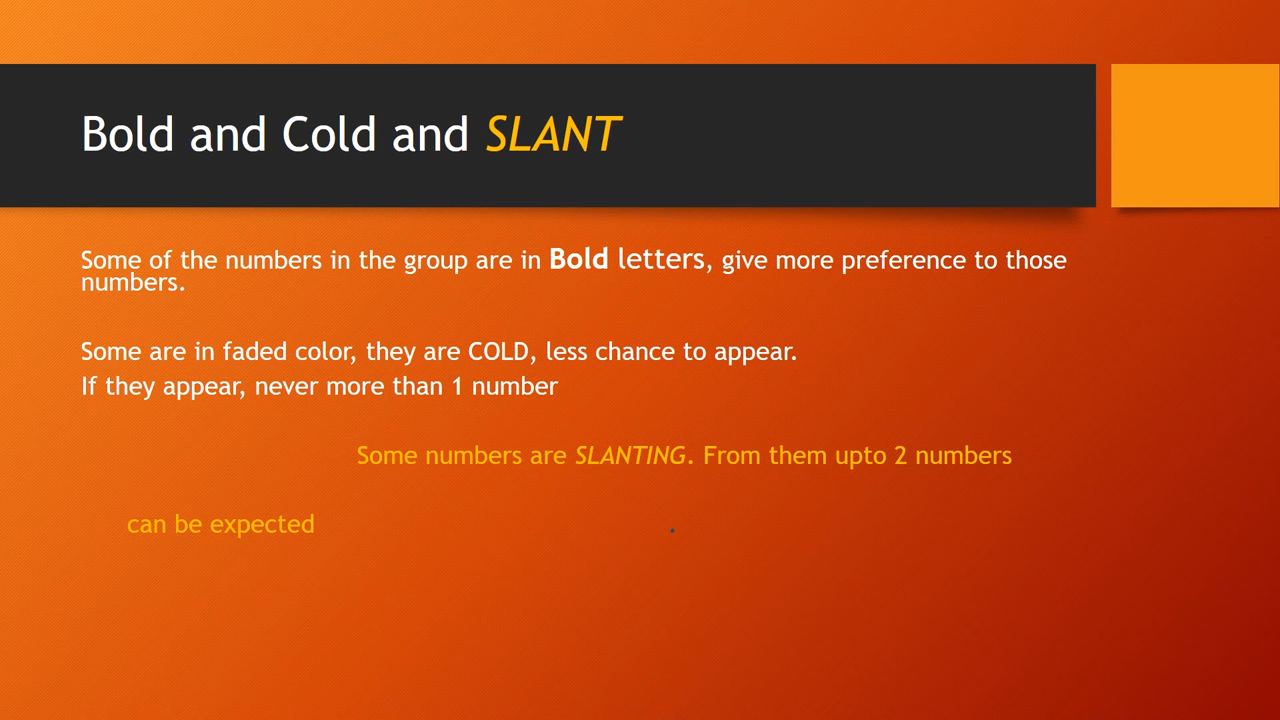 Bold and Cold and SLANT
Some of the numbers in the group are in Bold letters, give more preference to those
numbers.
Some are in faded color, they are COLD, less chance to appear.
If they appear, never more than 1 number
Some numbers are SLANTING. From them upto 2 numbers
can be expected .